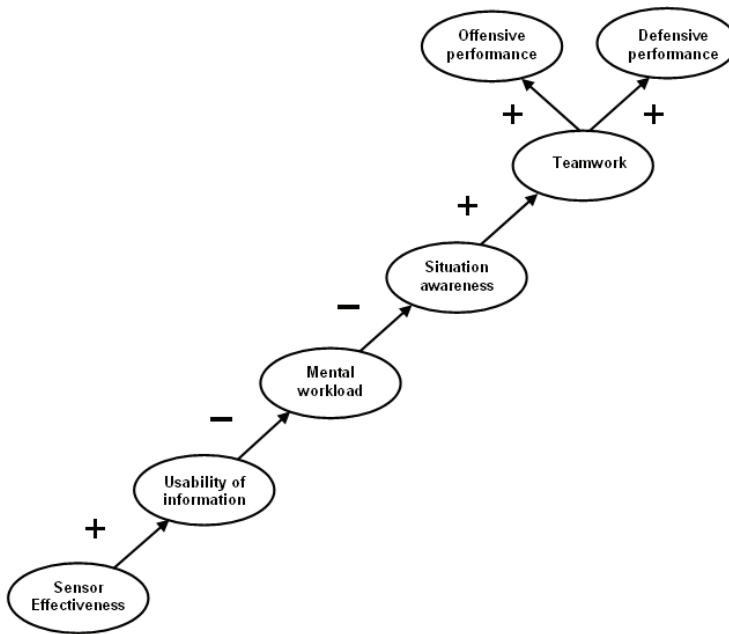 Offensive
performance
Defensive
performance
+
+
Teamwork
+
Situation
awareness
−
Mental
workload
−
Usability of
information
+
Sensor
Effectiveness